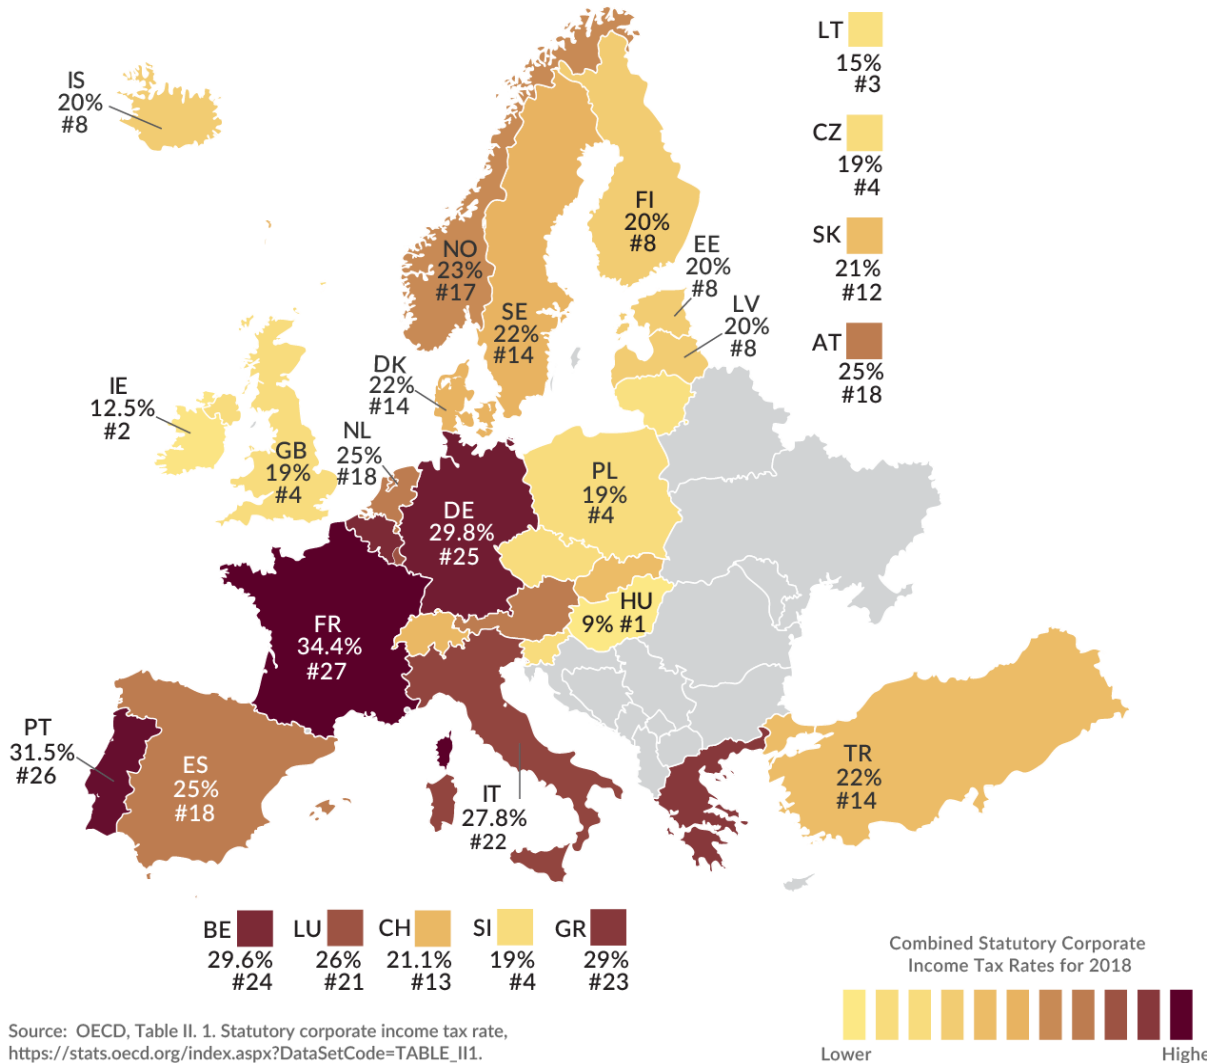 IS
20%
#8
LT
15%
#3
CZ
19%
#4
SK
21%
#12
AT
25%
#18
FI
20%
#8
NO
23%
#17
EE
20%
#8
SE
22%
#14
LV
20%
#8
DK
22%
#14
IE
12.5%
#2
NL
25%
#18
GB
19%
#4
PL
19%
#4
DE
29.8%
#25
HU
9% #1
FR
34.4%
#27
PT
31.5%
#26
ES
25%
#18
IT
27.8%
#22
TR
22%
#14
BE
29.6%
#24
LU
26%
#21
CH
21.1%
#13
SI
19%
#4
GR
29%
#23
Combined Statutory Corporate
Income Tax Rates for 2018
Lower
Highe
Source: OECD, Table II. 1. Statutory corporate income tax rate,
https://stats.oecd.org/index.aspx?DataSetCode=TABLE_II1.